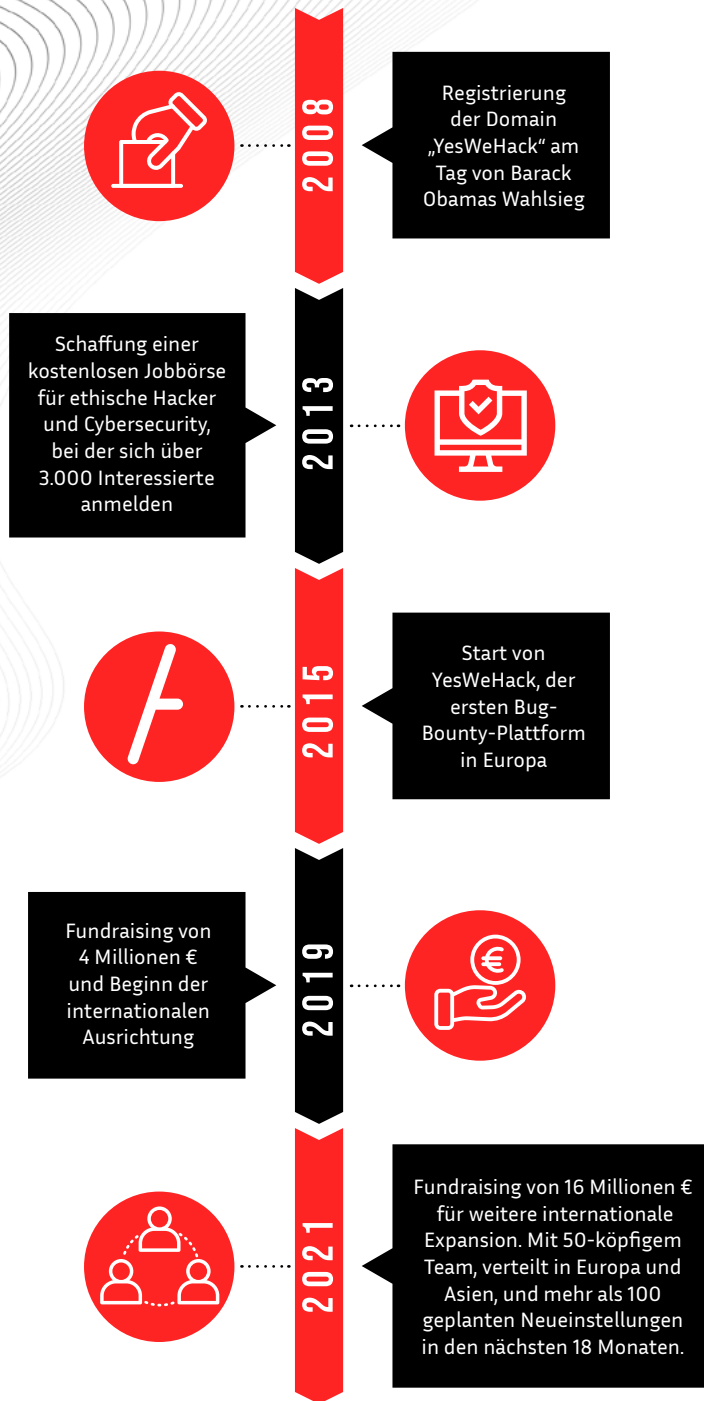 2008
Registrierung
der Domain
„YesWeHack“ am
Tag von Barack
Obamas Wahlsieg
Schaffung einer
kostenlosen Jobbörse
für ethische Hacker
und Cybersecurity,
bei der sich über
3.000 Interessierte
anmelden
2013
2015
Start von
YesWeHack, der
ersten Bug-
Bounty-Plattform
in Europa
Fundraising von
4 Millionen €
und Beginn der
internationalen
Ausrichtung
2019
€
2021
Fundraising von 16 Millionen €
für weitere internationale
Expansion. Mit 50-köpfigem
Team, verteilt in Europa und
Asien, und mehr als 100
geplanten Neueinstellungen
in den nächsten 18 Monaten.